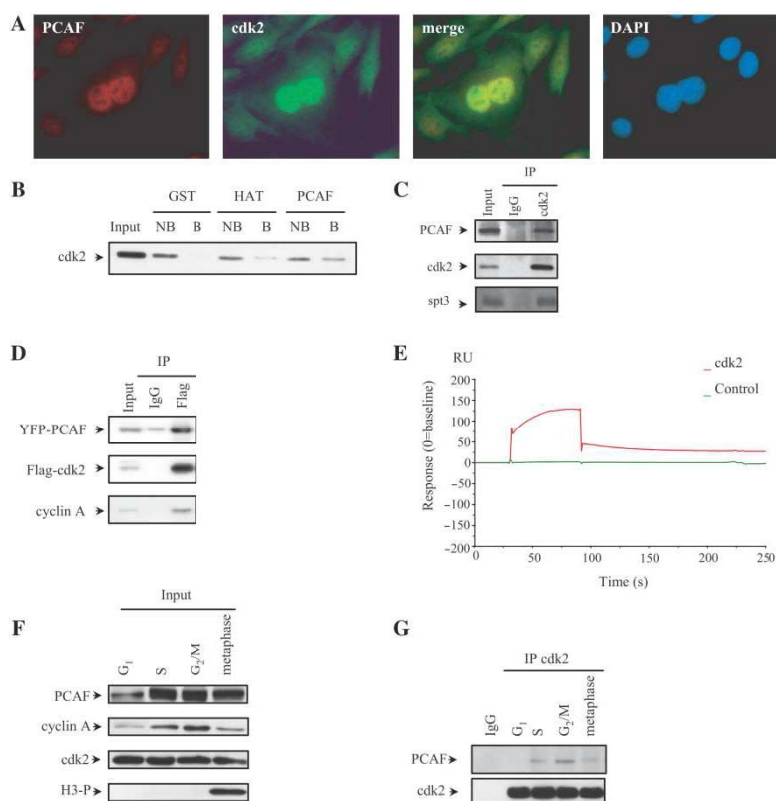 A
PCAF
cdk2
merge
DAPI
B
GST HAT PCAF
Input NB B NB B NB B
cdk2
C
IP
Input IgG cdk2
PCAF
cdk2
spt3
D
IP
Input IgG Flag
YFP-PCAF
Flag-cdk2
cyclin A
E
RU
cdk2
Control
200
150
100
50
0
−50
−100
−150
−200
Response (0=baseline)
0 50 100 150 200 250
Time (s)
F
Input
G1 S G2/M metaphase
PCAF
cyclin A
cdk2
H3-P
G
IP cdk2
IgG G1 S G2/M metaphase
PCAF
cdk2